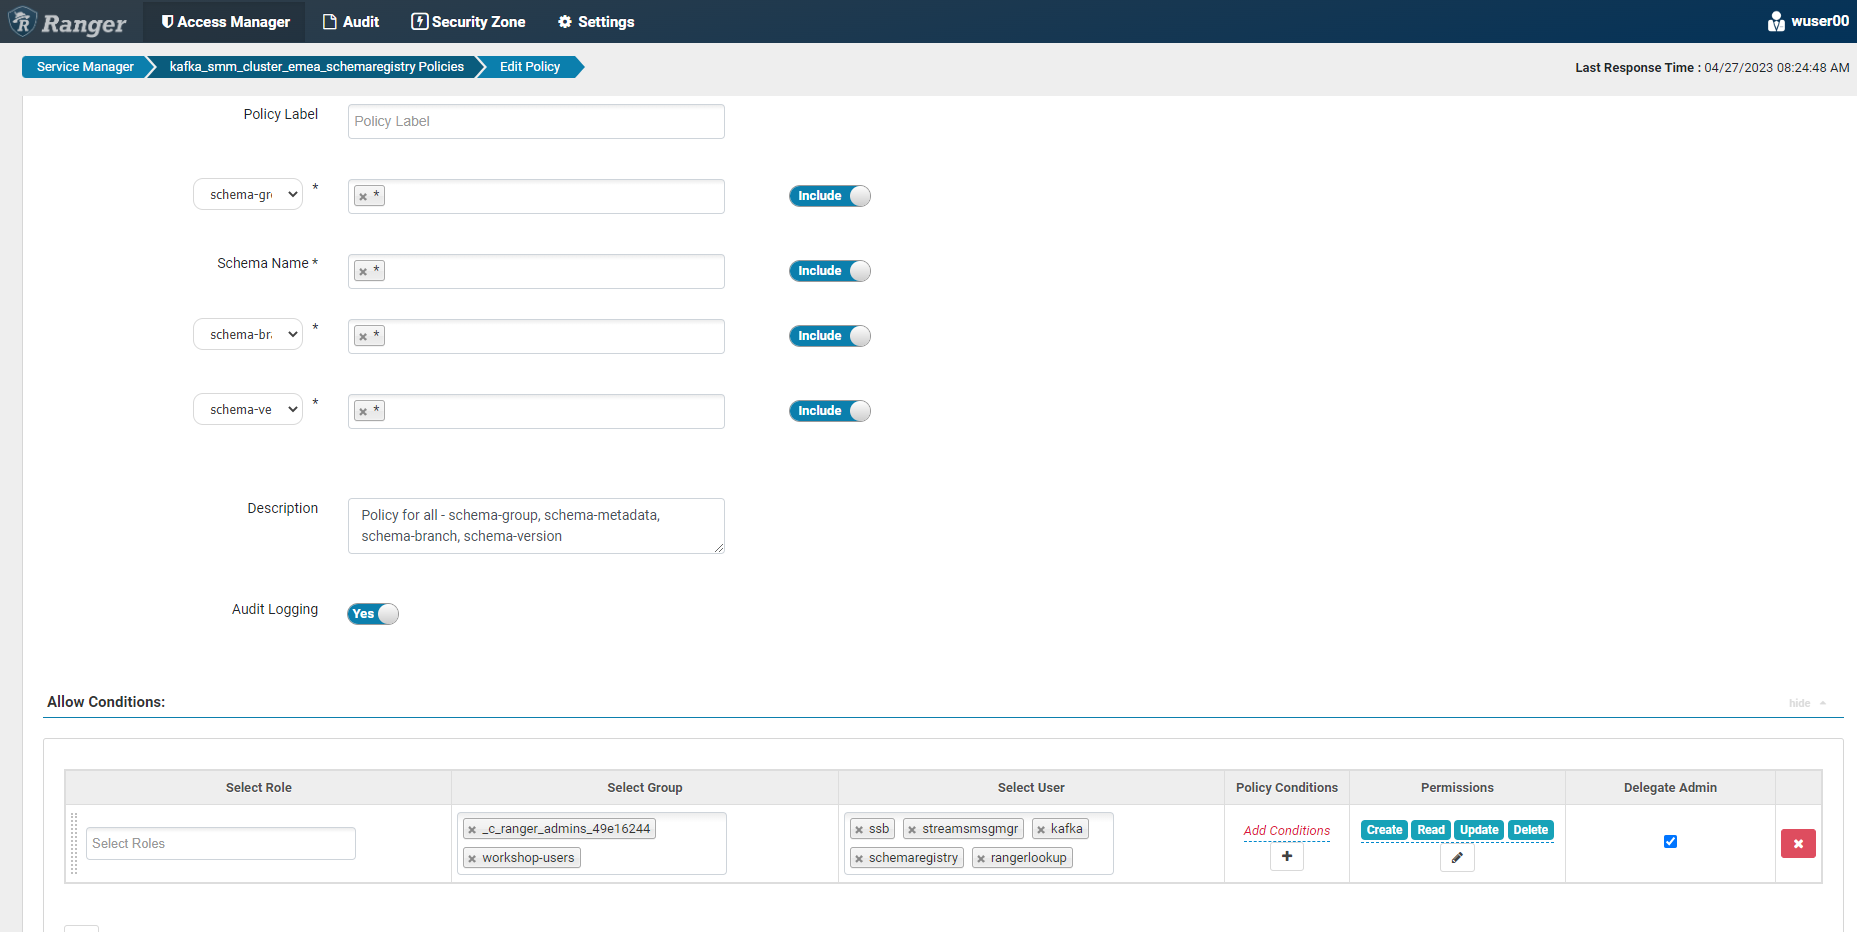 Ranger Access Manager Audit Security Zone Settings wuser00
Service Manager kafka_smm_cluster_emea_schemaregistry Policies Edit Policy Last Response Time : 04/27/2023 08:24:48 AM
Policy Label Policy Label
schema-gr * × * Include
Schema Name * × * Include
schema-br * × * Include
schema-ve * × * Include
Description Policy for all - schema-group, schema-metadata,
schema-branch, schema-version
Audit Logging Yes
Allow Conditions: hide
Select Role Select Group Select User Policy Conditions Permissions Delegate Admin
Select Roles × _c_ranger_admins_49e16244 × ssb × streamsmsgmgr × kafka Add Conditions Create Read Update Delete
× workshop-users × schemaregistry × rangerlookup +